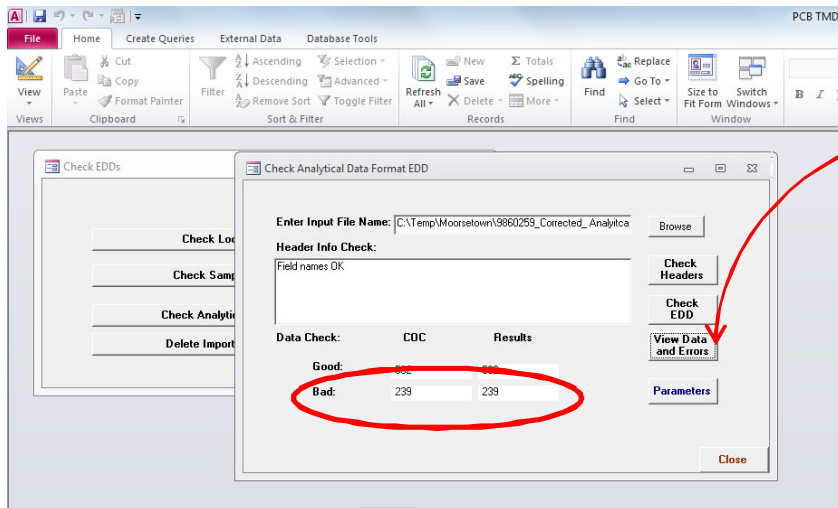 PCB TMD
File Home Create Queries External Data Database Tools
View
Views
Paste
Cut
Copy
Format Painter
Clipboard
Filter
Ascending
Descending
Remove Sort
Selection
Advanced
Toggle Filter
Sort & Filter
Refresh All
New
Save
Delete
Totals
Spelling
More
Records
Find
Replace
Go To
Select
Find
Size to Fit Form
Switch Windows
Window
B I
Check EDDs
Check Loc
Check Samp
Check Analytic
Delete Import
Check Analytical Data Format EDD
Enter Input File Name: C:\Temp\Moorsetown\9860259_Corrected_ Analyitca
Browse
Header Info Check:
Field names OK
Check Headers
Check EDD
Data Check: COC Results
View Data and Errors
Good:
Bad: 239 239
Parameters
Close